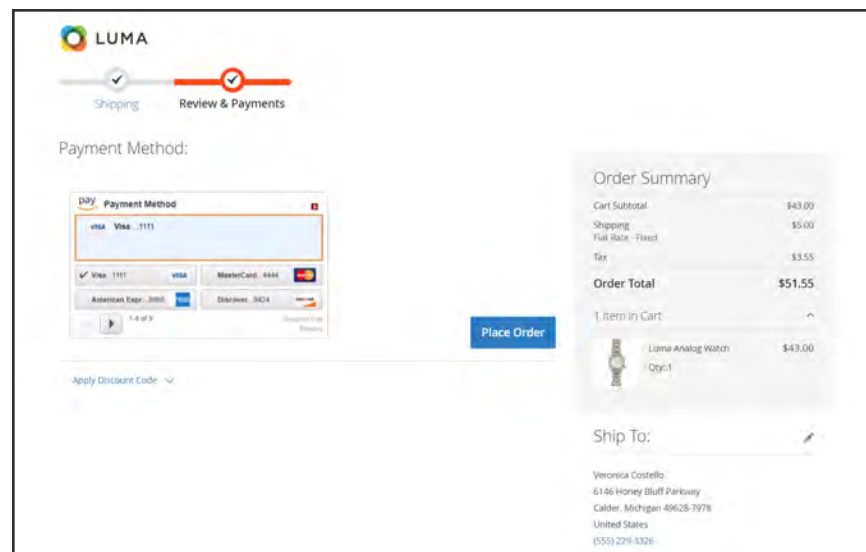 LUMA
Shipping
Review & Payments
Payment Method:
pay Payment Method
VISA Visa ...1111
Visa ...1111 VISA
MasterCard ...4444
American Expr...
Discover ...9424
1-4 of 9
Place Order
Apply Discount Code
Order Summary
Cart Subtotal $43.00
Shipping $5.00
Flat Rate - Fixed
Tax $3.55
Order Total $51.55
1 Item in Cart
Luma Analog Watch $43.00
Qty: 1
Ship To:
Veronica Costello
6146 Honey Bluff Parkway
Calder, Michigan 49628-7978
United States
(555) 229-3326